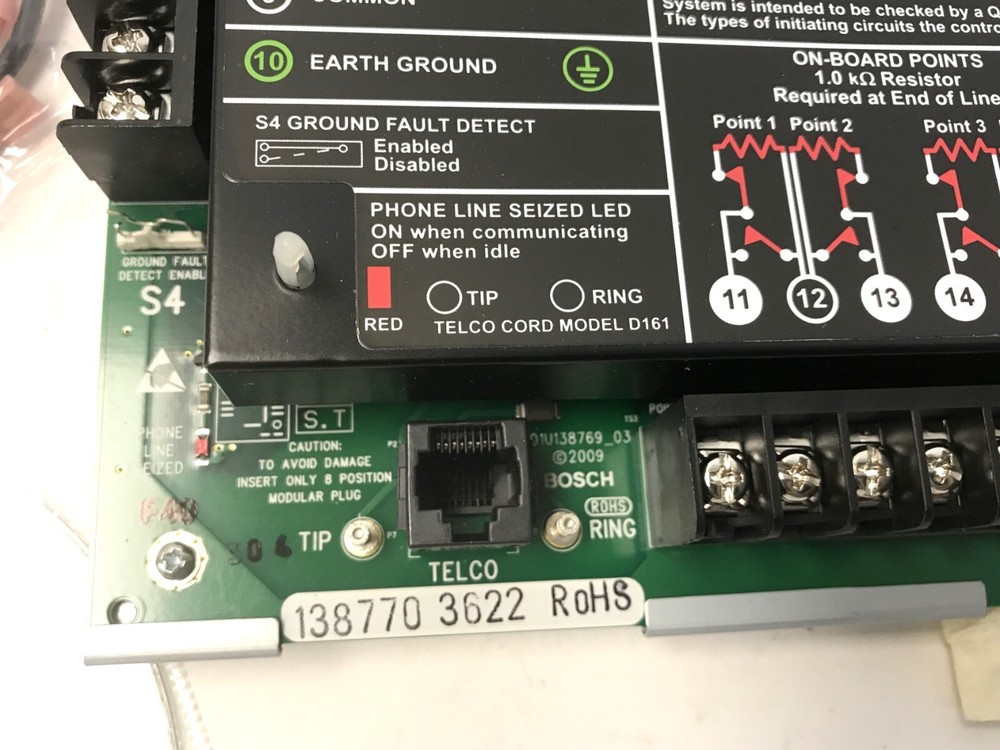 COMMON
10 EARTH GROUND
S4 GROUND FAULT DETECT
Enabled
Disabled
PHONE LINE SEIZED LED
ON when communicating
OFF when idle
TIP RING
RED TELCO CORD MODEL D161
System is intended to be checked by a Q
The types of initiating circuits the contro
ON-BOARD POINTS
1.0 kΩ Resistor
Required at End of Line
Point 1 Point 2 Point 3
11 12 13 14
GROUND FAULT
DETECT ENABL
S4
S.T
PHONE
LINE
SEIZED
CAUTION:
TO AVOID DAMAGE
INSERT ONLY 8 POSITION
MODULAR PLUG
TS3
01U138769_03
©2009
BOSCH
ROHS
RING
TIP
P7
TELCO
138770 3622 RoHS